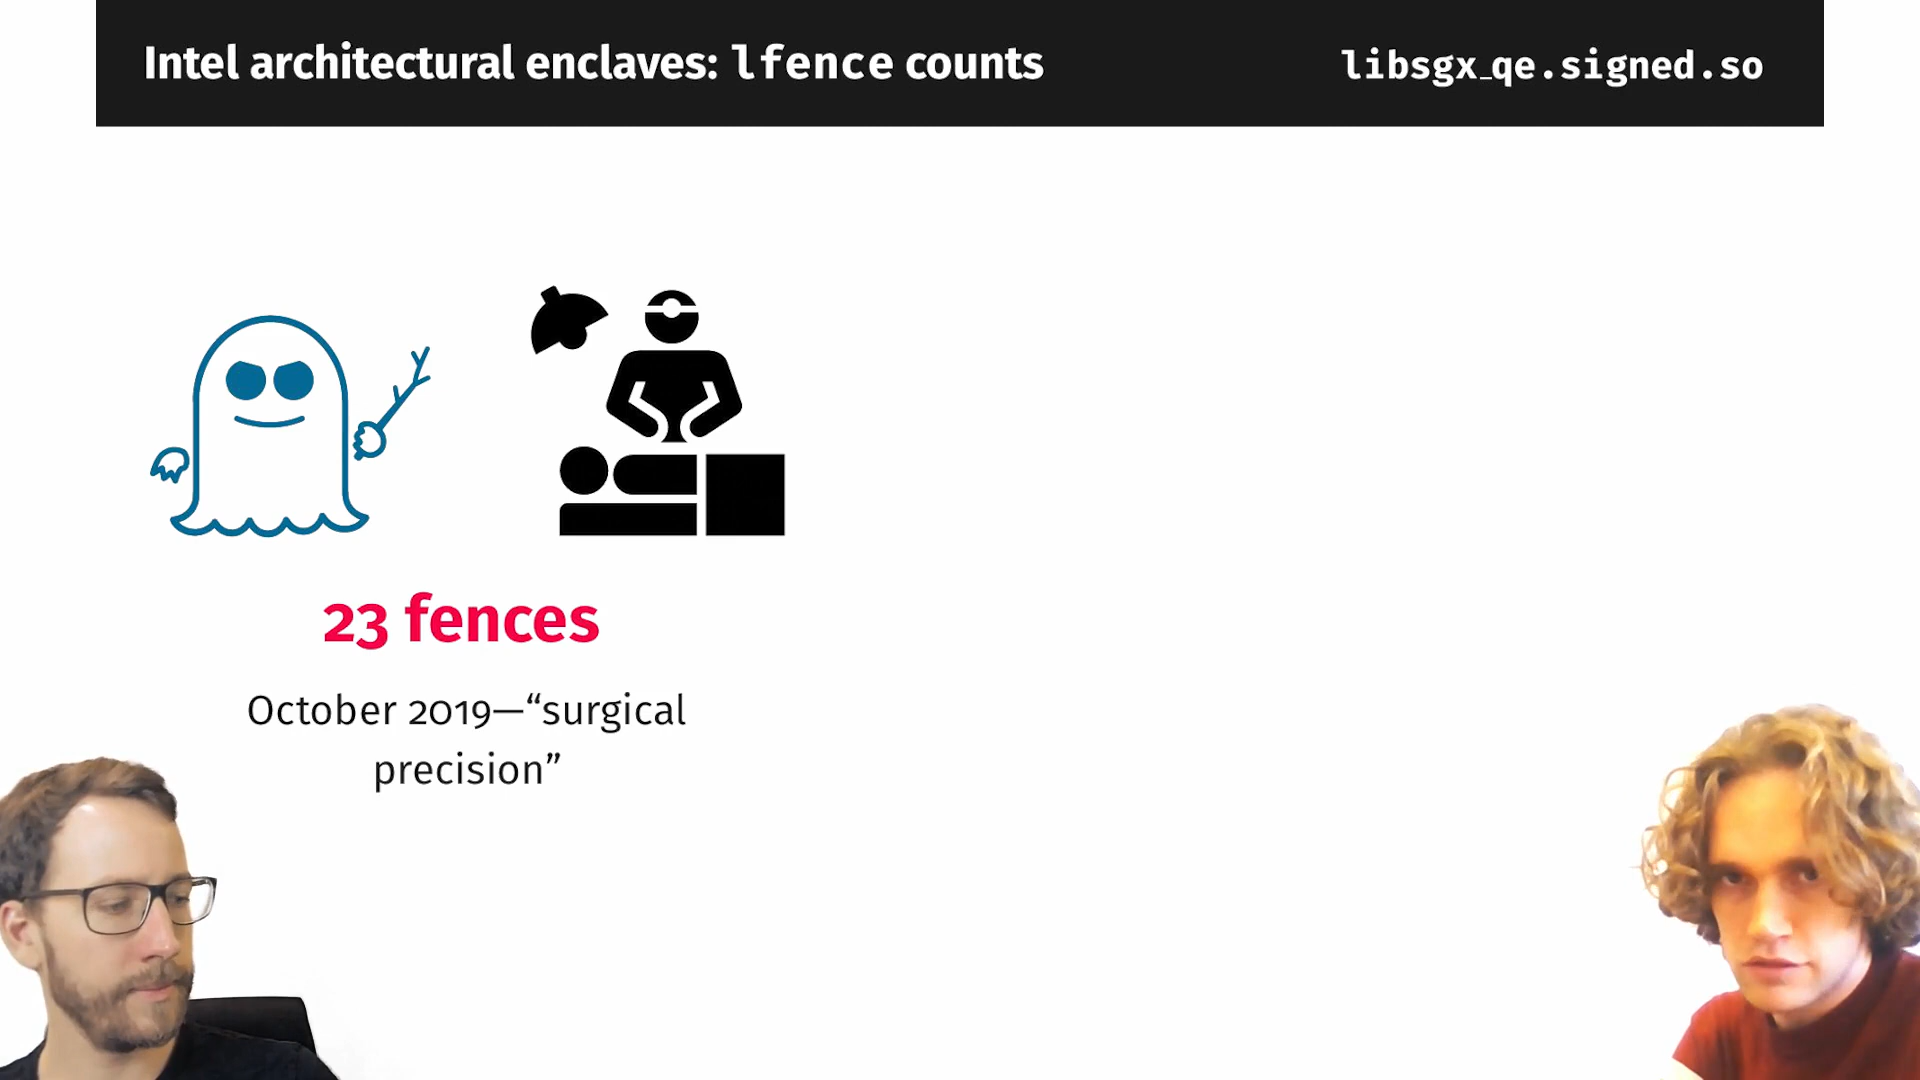 Intel architectural enclaves: lfence counts
libsgx_qe.signed.so
23 fences
October 2019—“surgical
precision”